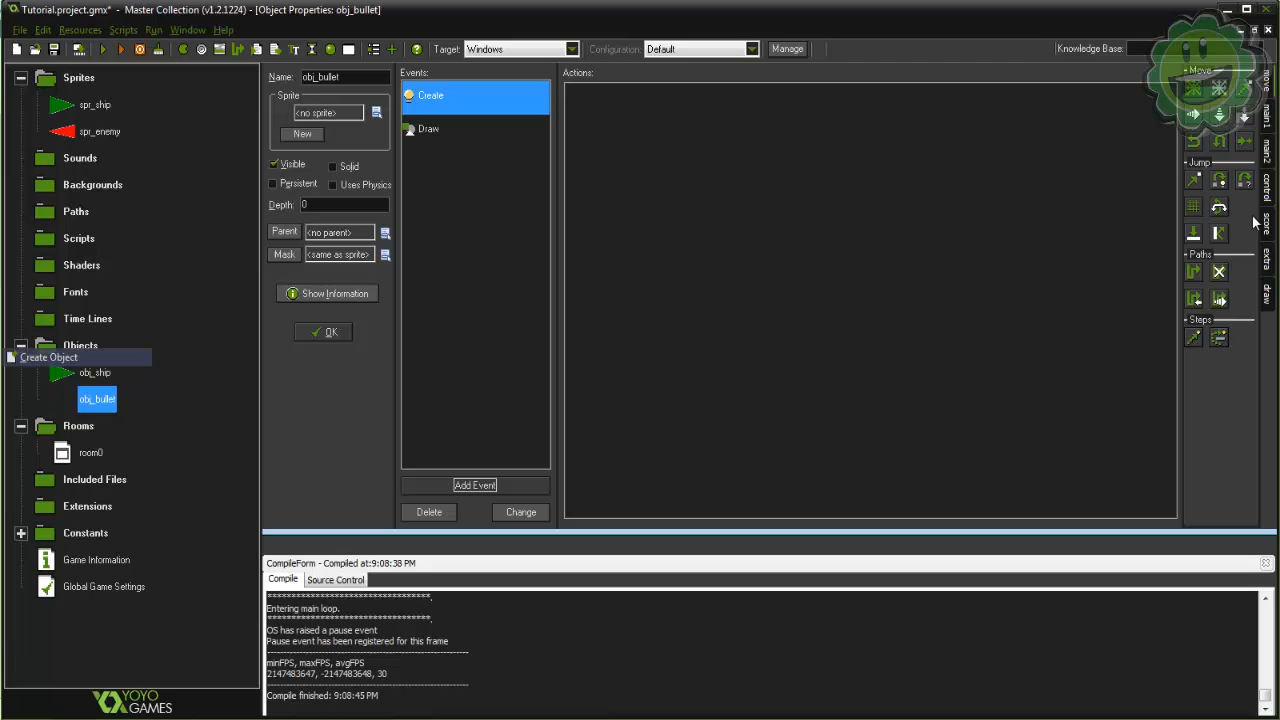 Tutorial.project.gmx* - Master Collection (v1.2.1224) - [Object Properties: obj_bullet]
File Edit Resources Scripts Run Window Help
Target: Windows Configuration: Default Manage Knowledge Base:
Sprites
spr_ship
spr_enemy
Sounds
Backgrounds
Paths
Scripts
Shaders
Fonts
Time Lines
Objects
Create Object
obj_ship
obj_bullet
Rooms
room0
Included Files
Extensions
Constants
Game Information
Global Game Settings
YOYO
GAMES
Name: obj_bullet
Sprite
<no sprite>
New
Visible Solid
Persistent Uses Physics
Depth: 0
Parent <no parent>
Mask <same as sprite>
Show Information
OK
Events:
Create
Draw
Add Event
Delete Change
Actions:
Move
Jump
Paths
Steps
move
main1
main2
control
score
extra
draw
CompileForm - Compiled at:9:08:38 PM
Compile Source Control
**********************************.
Entering main loop.
**********************************.
OS has raised a pause event
Pause event has been registered for this frame
----------------------------------------------------------------
minFPS, maxFPS, avgFPS
2147483647, -2147483648, 30
----------------------------------------------------------------
Compile finished: 9:08:45 PM